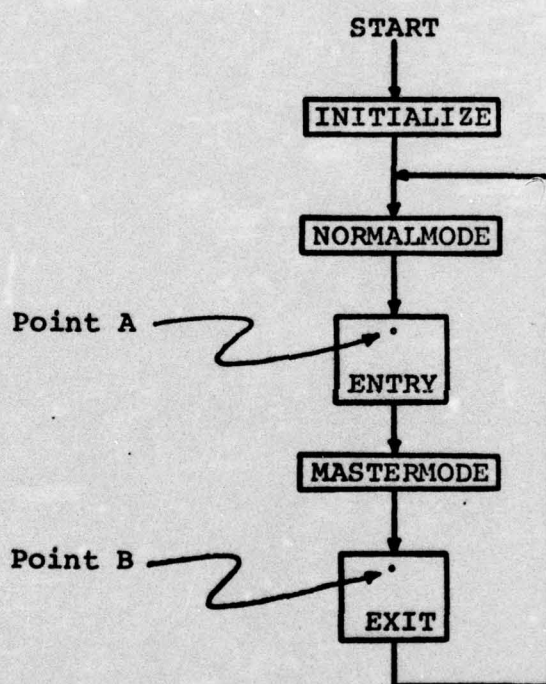 START
INITIALIZE
NORMALMODE
Point A
ENTRY
MASTERMODE
Point B
EXIT